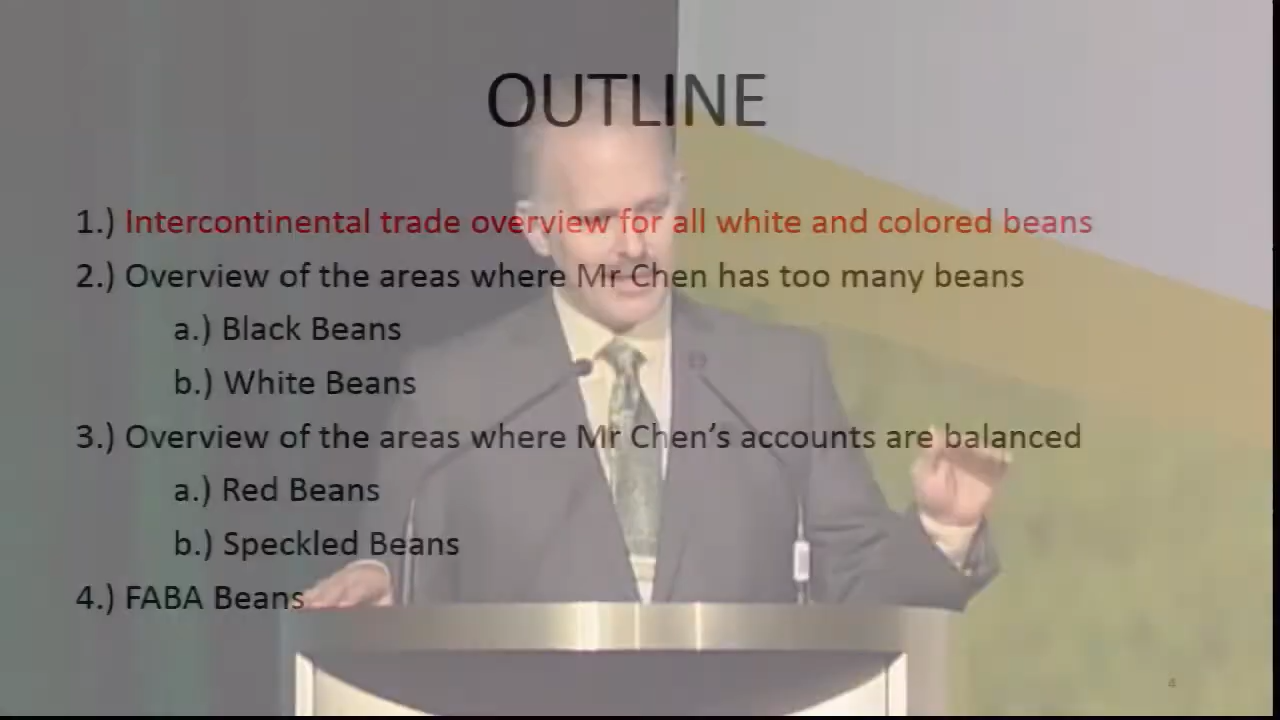 OUTLINE
1.) Intercontinental trade overview for all white and colored beans
2.) Overview of the areas where Mr Chen has too many beans
a.) Black Beans
b.) White Beans
3.) Overview of the areas where Mr Chen’s accounts are balanced
a.) Red Beans
b.) Speckled Beans
4.) FABA Beans
4